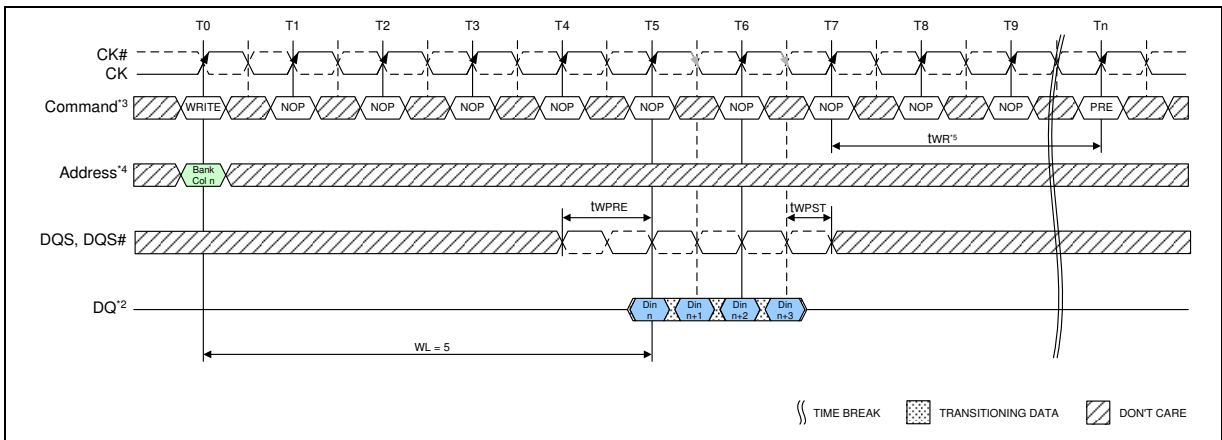 T0 T1 T2 T3 T4 T5 T6 T7 T8 T9 Tn
CK#
CK
Command*3 WRITE NOP NOP NOP NOP NOP NOP NOP NOP NOP PRE
tWR*5
Address*4 Bank Col n
tWPRE tWPST
DQS, DQS#
DQ*2 Din n Din n+1 Din n+2 Din n+3
WL = 5
TIME BREAK TRANSITIONING DATA DON'T CARE